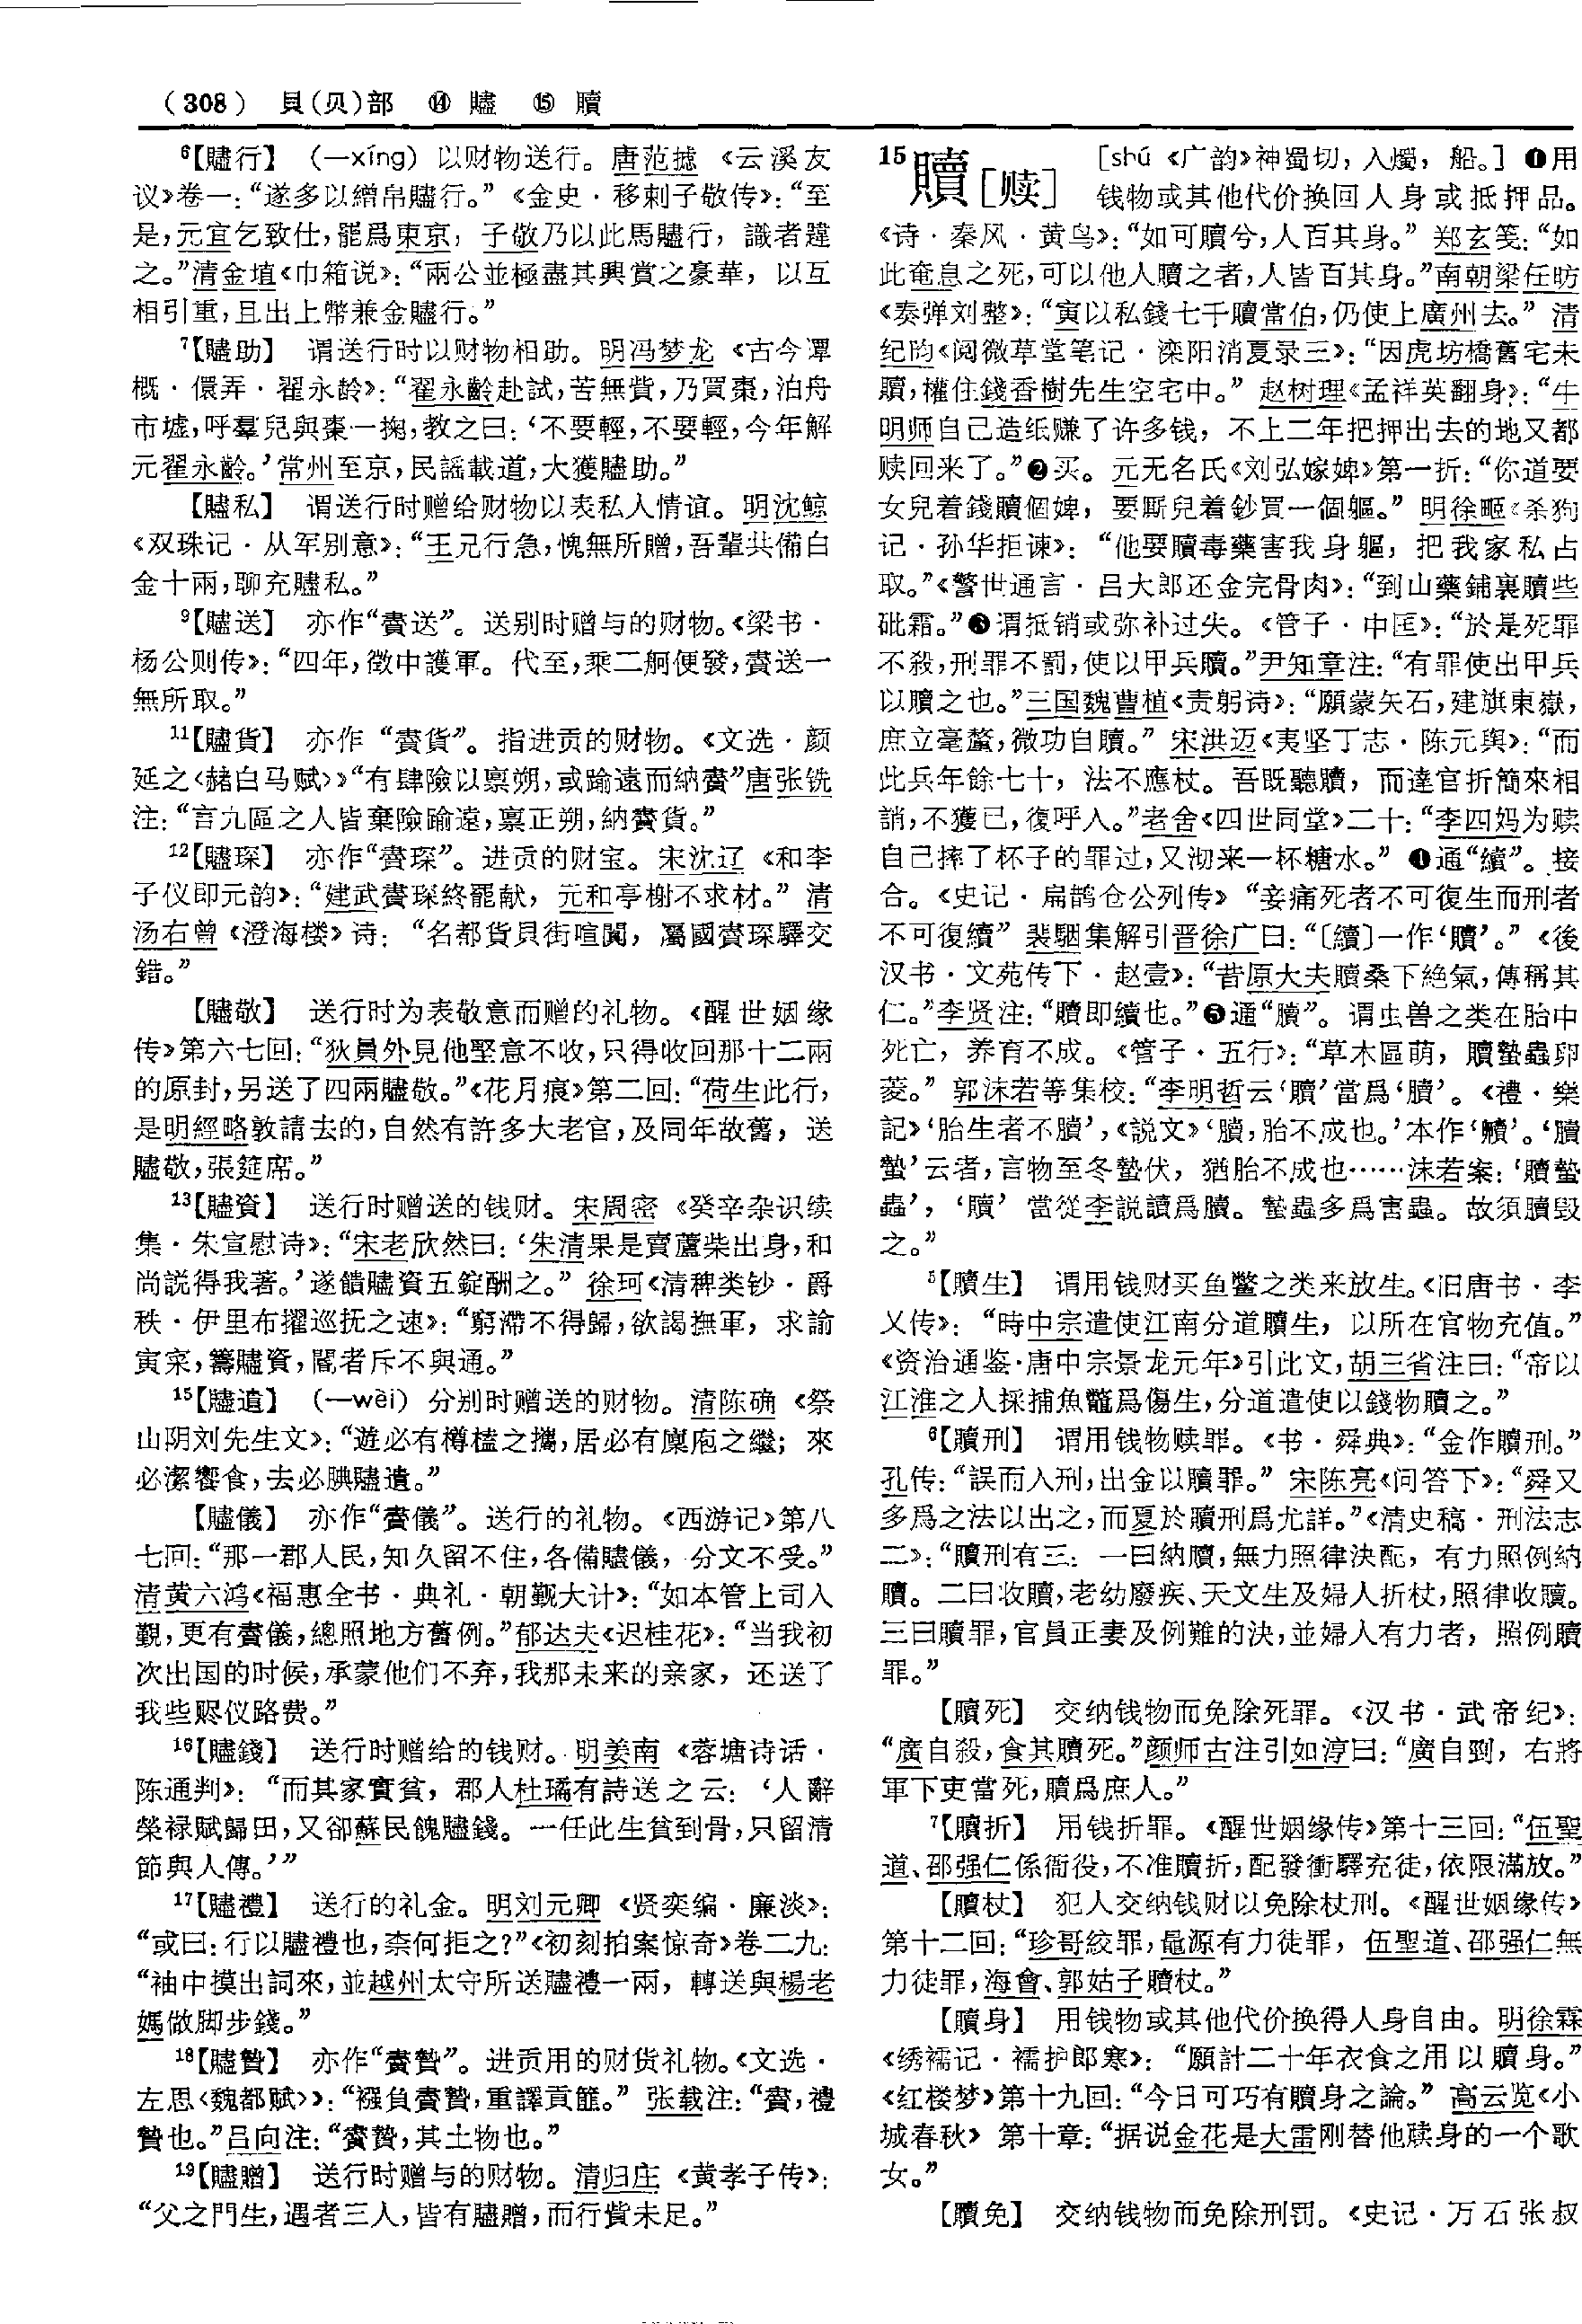 （308） 貝（贝）部 ⑭ 贐 ⑮ 贖
⁶【贐行】 （一xíng）以财物送行。唐范摅《云溪友
议》卷一：“遂多以繒帛贐行。”《金史·移剌子敬传》：“至
是，元宜乞致仕，罷爲東京，子敬乃以此馬贐行，識者韙
之。”清金埴《巾箱说》：“兩公並極盡其興賞之豪華，以互
相引重，且出上幣兼金贐行。”
⁷【贐助】 谓送行时以财物相助。明冯梦龙《古今谭
概·儇弄·翟永龄》：“翟永齡赴試，苦無貲，乃買棗，泊舟
市墟，呼羣兒與棗一掬，教之曰：‘不要輕，不要輕，今年解
元翟永齡。’常州至京，民謡載道，大獲贐助。”
【贐私】 谓送行时赠给财物以表私人情谊。明沈鲸
《双珠记·从军别意》：“王兄行急，愧無所贈，吾輩共備白
金十兩，聊充贐私。”
⁹【贐送】 亦作“賮送”。送别时赠与的财物。《梁书·
杨公则传》：“四年，徵中護軍。代至，乘二舸便發，賮送一
無所取。”
¹¹【贐貨】 亦作“賮貨”。指进贡的财物。《文选·颜
延之〈赭白马赋〉》“有肆險以禀朔，或踰遠而納賮”唐张铣
注：“言九區之人皆棄險踰遠，禀正朔，納賮貨。”
¹²【贐琛】 亦作“賮琛”。进贡的财宝。宋沈辽《和李
子仪即元韵》：“建武賮琛終罷献，元和亭榭不求材。”清
汤右曾《澄海楼》诗：“名都貨貝街喧闐，屬國賮琛驛交
錯。”
【贐敬】 送行时为表敬意而赠的礼物。《醒世姻缘
传》第六七回：“狄員外見他堅意不收，只得收回那十二兩
的原封，另送了四兩贐敬。”《花月痕》第二回：“荷生此行，
是明經略敦請去的，自然有許多大老官，及同年故舊，送
贐敬，張筵席。”
¹³【贐資】 送行时赠送的钱财。宋周密《癸辛杂识续
集·朱宣慰诗》：“宋老欣然曰：‘朱清果是賣蘆柴出身，和
尚説得我著。’遂饋贐資五錠酬之。”徐珂《清稗类钞·爵
秩·伊里布擢巡抚之速》：“窮滯不得歸，欲謁撫軍，求諭
寅寀，籌贐資，閽者斥不與通。”
¹⁵【贐遺】 （一wèi）分别时赠送的财物。清陈确《祭
山阴刘先生文》：“遊必有樽榼之攜，居必有廩庖之繼；來
必潔饗食，去必腆贐遺。”
【贐儀】 亦作“賮儀”。送行的礼物。《西游记》第八
七回：“那一郡人民，知久留不住，各備贐儀，分文不受。”
清黄六鸿《福惠全书·典礼·朝觐大计》：“如本管上司入
覲，更有賮儀，總照地方舊例。”郁达夫《迟桂花》：“当我初
次出国的时候，承蒙他们不弃，我那未来的亲家，还送了
我些赆仪路费。”
¹⁶【贐錢】 送行时赠给的钱财。明姜南《蓉塘诗话·
陈通判》：“而其家實貧，郡人杜璚有詩送之云：‘人辭
榮禄賦歸田，又卻蘇民餽贐錢。一任此生貧到骨，只留清
節與人傳。’”
¹⁷【贐禮】 送行的礼金。明刘元卿《贤奕编·廉淡》：
“或曰：行以贐禮也，柰何拒之？”《初刻拍案惊奇》卷二九：
“袖中摸出詞來，並越州太守所送贐禮一兩，轉送與楊老
媽做脚步錢。”
¹⁸【贐贄】 亦作“賮贄”。进贡用的财货礼物。《文选·
左思〈魏都赋〉》：“襁負賮贄，重譯貢篚。”张载注：“賮，禮
贄也。”吕向注：“賮贄，其土物也。”
¹⁹【贐贈】 送行时赠与的财物。清归庄《黄孝子传》：
“父之門生，遇者三人，皆有贐贈，而行貲未足。”
15 贖［赎］ ［shú《广韵》神蜀切，入燭，船。］❶用
钱物或其他代价换回人身或抵押品。
《诗·秦风·黄鸟》：“如可贖兮，人百其身。”郑玄笺：“如
此奄息之死，可以他人贖之者，人皆百其身。”南朝梁任昉
《奏弹刘整》：“寅以私錢七千贖當伯，仍使上廣州去。”清
纪昀《阅微草堂笔记·滦阳消夏录三》：“因虎坊橋舊宅未
贖，權住錢香樹先生空宅中。”赵树理《孟祥英翻身》：“牛
明师自己造纸赚了许多钱，不上二年把押出去的地又都
赎回来了。”❷买。元无名氏《刘弘嫁婢》第一折：“你道要
女兒着錢贖個婢，要厮兒着鈔買一個軀。”明徐㖂《杀狗
记·孙华拒谏》：“他要贖毒藥害我身軀，把我家私占
取。”《警世通言·吕大郎还金完骨肉》：“到山藥鋪裏贖些
砒霜。”❸谓抵销或弥补过失。《管子·中匡》：“於是死罪
不殺，刑罪不罰，使以甲兵贖。”尹知章注：“有罪使出甲兵
以贖之也。”三国魏曹植《责躬诗》：“願蒙矢石，建旗東嶽，
庶立毫氂，微功自贖。”宋洪迈《夷坚丁志·陈元舆》：“而
此兵年餘七十，法不應杖。吾既聽贖，而達官折簡來相
誚，不獲已，復呼入。”老舍《四世同堂》二十：“李四妈为赎
自己摔了杯子的罪过，又沏来一杯糖水。”❹通“續”。接
合。《史记·扁鹊仓公列传》“妾痛死者不可復生而刑者
不可復續”裴駰集解引晋徐广曰：“〔續〕一作‘贖’。”《後
汉书·文苑传下·赵壹》：“昔原大夫贖桑下絶氣，傳稱其
仁。”李贤注：“贖即續也。”❺通“殰”。谓虫兽之类在胎中
死亡，养育不成。《管子·五行》：“草木區萌，贖蟄蟲卵
菱。”郭沫若等集校：“李明哲云‘贖’當爲‘殰’。《禮·樂
記》‘胎生者不殰’，《説文》‘殰，胎不成也。’本作‘㱩’。‘殰
蟄’云者，言物至冬蟄伏，猶胎不成也……沫若案：‘贖蟄
蟲’，‘贖’當從李説讀爲殰。蟄蟲多爲害蟲。故須殰毁
之。”
⁵【贖生】 谓用钱财买鱼鳖之类来放生。《旧唐书·李
乂传》：“時中宗遣使江南分道贖生，以所在官物充值。”
《资治通鉴·唐中宗景龙元年》引此文，胡三省注曰：“帝以
江淮之人採捕魚鼈爲傷生，分道遣使以錢物贖之。”
⁶【贖刑】 谓用钱物赎罪。《书·舜典》：“金作贖刑。”
孔传：“誤而入刑，出金以贖罪。”宋陈亮《问答下》：“舜又
多爲之法以出之，而夏於贖刑爲尤詳。”《清史稿·刑法志
二》：“贖刑有三：一曰納贖，無力照律決配，有力照例納
贖。二曰收贖，老幼廢疾、天文生及婦人折杖，照律收贖。
三曰贖罪，官員正妻及例難的決，並婦人有力者，照例贖
罪。”
【贖死】 交纳钱物而免除死罪。《汉书·武帝纪》：
“廣自殺，食其贖死。”颜师古注引如淳曰：“廣自剄，右將
軍下吏當死，贖爲庶人。”
⁷【贖折】 用钱折罪。《醒世姻缘传》第十三回：“伍聖
道、邵强仁係衙役，不准贖折，配發衝驛充徒，依限滿放。”
【贖杖】 犯人交纳钱财以免除杖刑。《醒世姻缘传》
第十二回：“珍哥絞罪，鼂源有力徒罪，伍聖道、邵强仁無
力徒罪，海會、郭姑子贖杖。”
【贖身】 用钱物或其他代价换得人身自由。明徐霖
《绣襦记·襦护郎寒》：“願計二十年衣食之用以贖身。”
《红楼梦》第十九回：“今日可巧有贖身之論。”高云览《小
城春秋》第十章：“据说金花是大雷刚替他赎身的一个歌
女。”
【贖免】 交纳钱物而免除刑罚。《史记·万石张叔